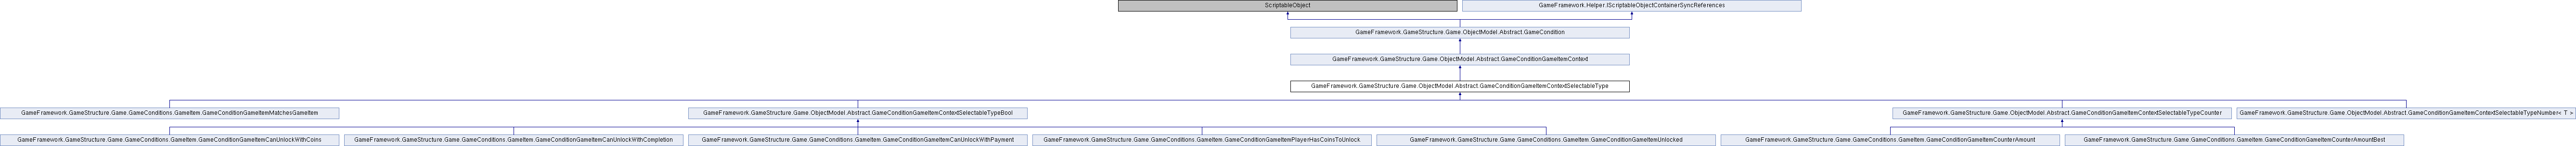 ScriptableObject
GameFramework.Helper.IScriptableObjectContainerSyncReferences
GameFramework.GameStructure.Game.ObjectModel.Abstract.GameCondition
GameFramework.GameStructure.Game.ObjectModel.Abstract.GameConditionGameItemContext
GameFramework.GameStructure.Game.ObjectModel.Abstract.GameConditionGameItemContextSelectableType
GameFramework.GameStructure.Game.GameConditions.GameItem.GameConditionGameItemMatchesGameItem
GameFramework.GameStructure.Game.ObjectModel.Abstract.GameConditionGameItemContextSelectableTypeBool
GameFramework.GameStructure.Game.ObjectModel.Abstract.GameConditionGameItemContextSelectableTypeCounter
GameFramework.GameStructure.Game.ObjectModel.Abstract.GameConditionGameItemContextSelectableTypeNumber< T >
GameFramework.GameStructure.Game.GameConditions.GameItem.GameConditionGameItemCanUnlockWithCoins
GameFramework.GameStructure.Game.GameConditions.GameItem.GameConditionGameItemCanUnlockWithCompletion
GameFramework.GameStructure.Game.GameConditions.GameItem.GameConditionGameItemCanUnlockWithPayment
GameFramework.GameStructure.Game.GameConditions.GameItem.GameConditionGameItemPlayerHasCoinsToUnlock
GameFramework.GameStructure.Game.GameConditions.GameItem.GameConditionGameItemUnlocked
GameFramework.GameStructure.Game.GameConditions.GameItem.GameConditionGameItemCounterAmount
GameFramework.GameStructure.Game.GameConditions.GameItem.GameConditionGameItemCounterAmountBest